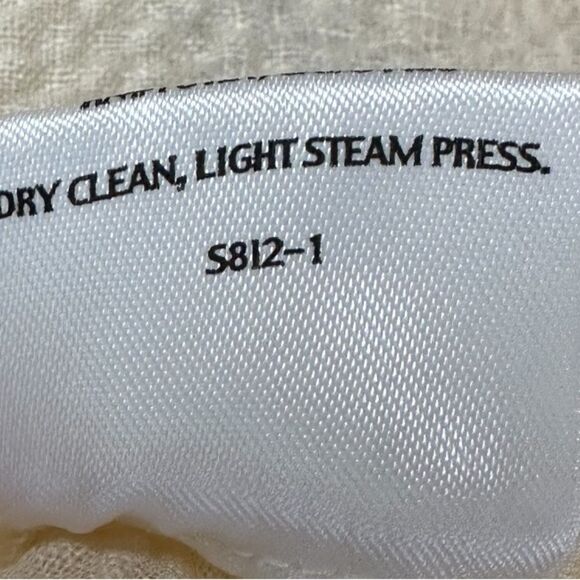 DRY CLEAN, LIGHT STEAM PRESS.
S812-1